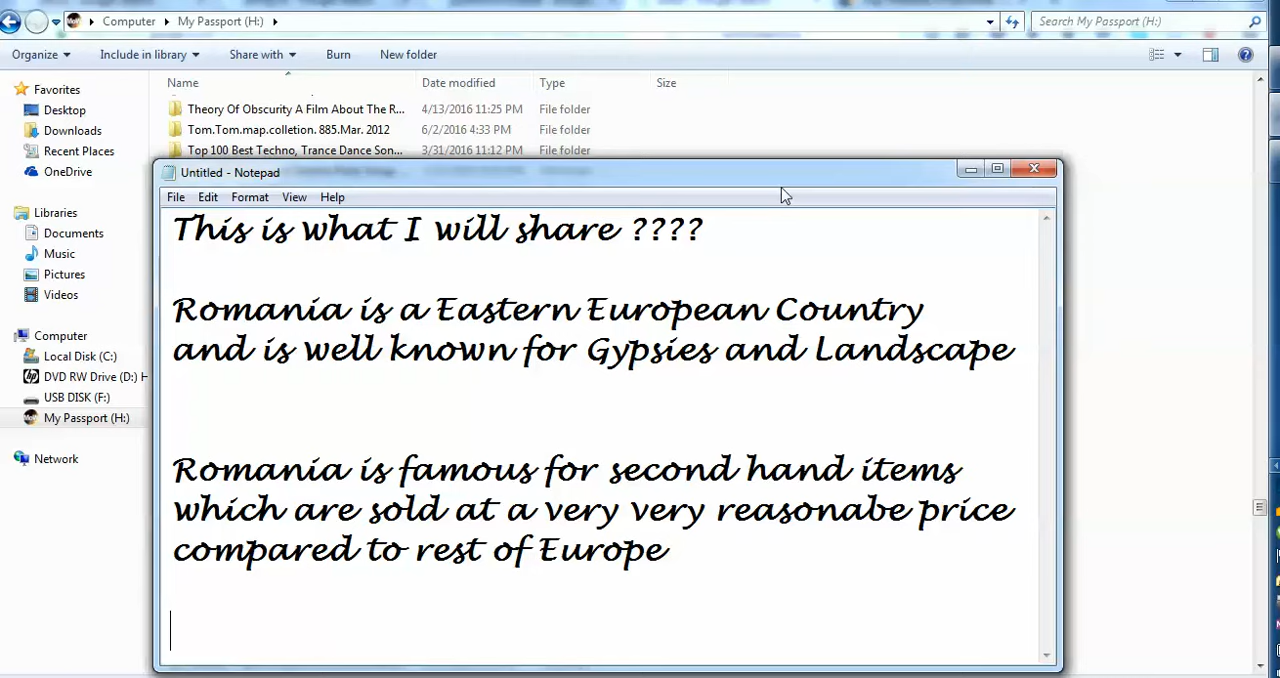 Computer
My Passport (H:)
Search My Passport (H:)
Organize
Include in library
Share with
Burn
New folder
Favorites
Desktop
Downloads
Recent Places
OneDrive
Libraries
Documents
Music
Pictures
Videos
Computer
Local Disk (C:)
DVD RW Drive (D:) H
USB DISK (F:)
My Passport (H:)
Network
Name Date modified Type Size
Theory Of Obscurity A Film About The R... 4/13/2016 11:25 PM File folder
Tom.Tom.map.colletion. 885.Mar. 2012 6/2/2016 4:33 PM File folder
Top 100 Best Techno, Trance Dance Son... 3/31/2016 11:12 PM File folder
Untitled - Notepad
File Edit Format View Help
This is what I will share ????
Romania is a Eastern European Country
and is well known for Gypsies and Landscape
Romania is famous for second hand items
which are sold at a very very reasonabe price
compared to rest of Europe